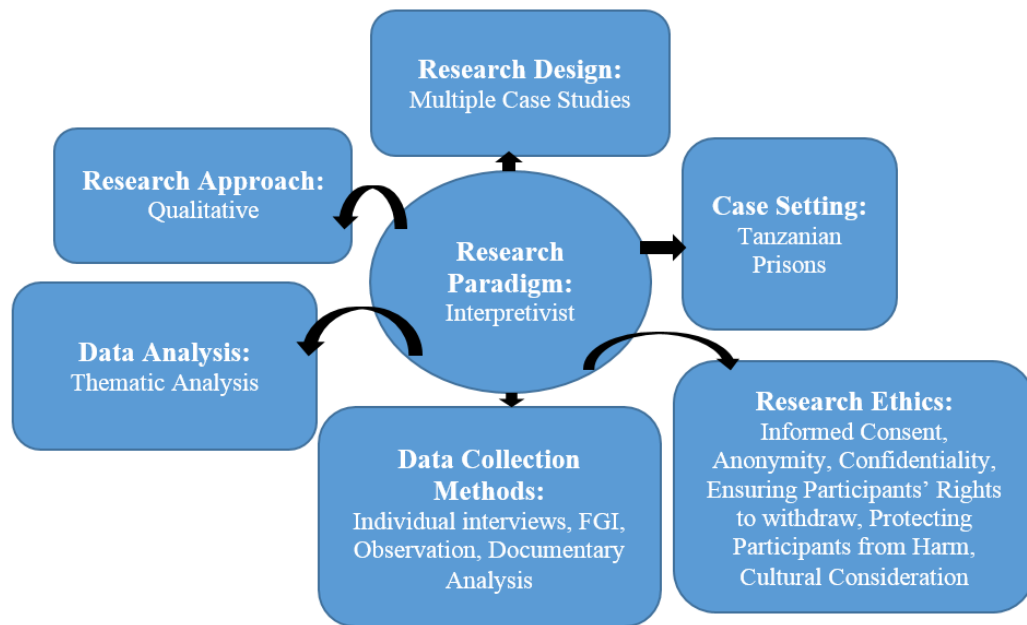 Research Design:
Multiple Case Studies
Research Approach:
Qualitative
Case Setting:
Tanzanian
Prisons
Research
Paradigm:
Interpretivist
Data Analysis:
Thematic Analysis
Data Collection
Methods:
Individual interviews, FGI,
Observation, Documentary
Analysis
Research Ethics:
Informed Consent,
Anonymity, Confidentiality,
Ensuring Participants’ Rights
to withdraw, Protecting
Participants from Harm,
Cultural Consideration